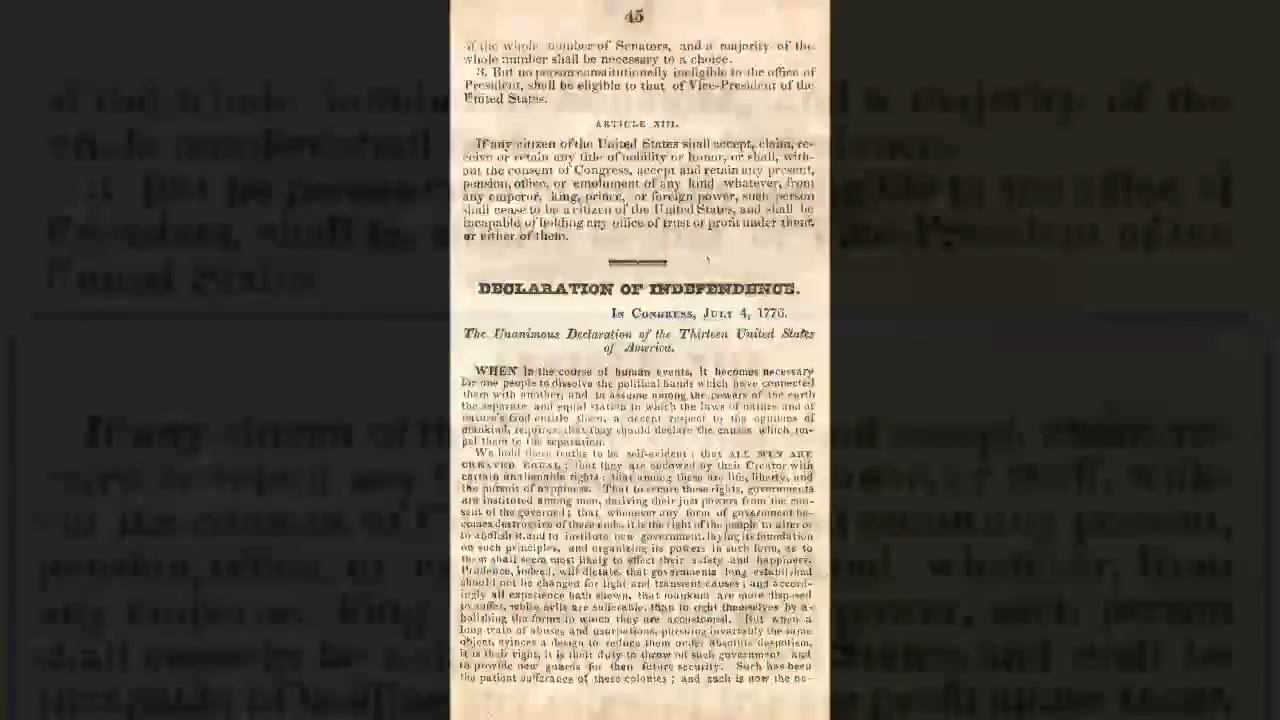 45
of the whole number of Senators, and a majority of the
whole number shall be necessary to a choice.
3. But no person constitutionelly ineligible to the office of
President, shall be eligible to that of Vice-President of the
United States.
ARTICLE XIII.
If any citizen of the United States shall accept, claim, re-
ceive or retain any title of nobility or honor, or shall, with-
out the consent of Congress, accept and retain any present,
pension, office, or emolument of any kind whatever, from
any emperor, king, prince, or foreign power, such person
shall cease to be a citizen of the United States, and shall be
incapable of holding any office of trust or profit under them,
or either of them.
DECLARATION OF INDEPENDENCE.
In Congress, July 4, 1776.
The Unanimous Declaration of the Thirteen United States
of America.
WHEN in the course of human events, it becomes necessary
for one people to dissolve the political bands which have connected
them with another, and to assume among the powers of the earth
the separate and equal station to which the laws of nature and of
nature's God entitle them, a decent respect to the opinions of
mankind, requires that they should declare the causes which im-
pel them to the separation.
We hold these truths to be self-evident; that ALL MEN ARE
CREATED EQUAL; that they are endowed by their Creator with
certain unalienable rights; that among these are life, liberty, and
the pursuit of happiness. That to secure these rights, governments
are instituted among men, deriving their just powers from the con-
sent of the governed; that whenever any form of government be-
comes destructive of these ends, it is the right of the people to alter or
to abolish it, and to institute new government, laying its foundation
on such principles, and organizing its powers in such form, as to
them shall seem most likely to effect their safety and happiness.
Prudence, indeed, will dictate that governments long established
should not be changed for light and transient causes; and accord-
ingly all experience hath shown, that mankind are more disposed
to suffer, while evils are sufferable, than to right themselves by a-
bolishing the forms to which they are accustomed. But when a
long train of abuses and usurpations, pursuing invariably the same
object, evinces a design to reduce them under absolute despotism,
it is their right, it is their duty to throw off such government and
to provide new guards for their future security. Such has been
the patient sufferance of these colonies; and such is now the ne-